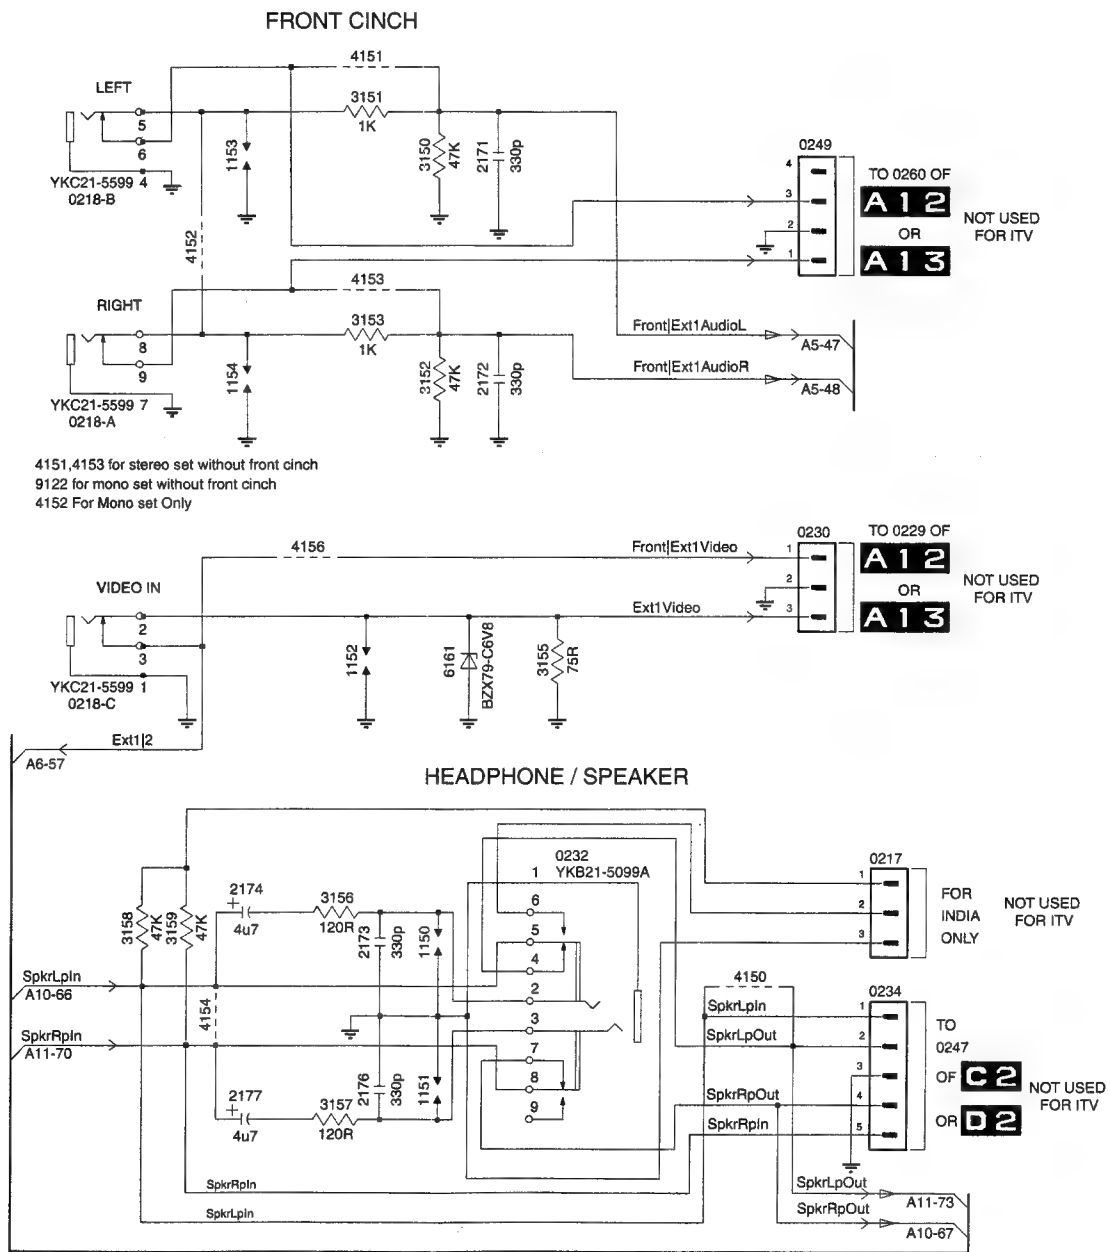 FRONT CINCH
4151
LEFT
3151
1K
5
6
YKC21-5599 4
0218-B
1153
3150
47K
2171
330p
0249
4
3
2
1
TO 0260 OF
A12
OR
A13
NOT USED
FOR ITV
4152
4153
RIGHT
3153
1K
8
9
YKC21-5599 7
0218-A
1154
3152
47K
2172
330p
Front|Ext1AudioL
A5-47
Front|Ext1AudioR
A5-48
4151,4153 for stereo set without front cinch
9122 for mono set without front cinch
4152 For Mono set Only
4156
Front|Ext1Video
0230
1
2
3
TO 0229 OF
A12
OR
A13
NOT USED
FOR ITV
VIDEO IN
Ext1Video
2
3
YKC21-5599 1
0218-C
1152
6161
BZX79-C6V8
3155
75R
Ext1|2
A6-57
HEADPHONE / SPEAKER
0232
YKB21-5099A
1
6
5
4
2
3
7
8
9
0217
1
2
3
FOR
INDIA
ONLY
NOT USED
FOR ITV
3158
47K
3159
47K
2174
+
4u7
3156
120R
2173
330p
1150
SpkrLpIn
A10-66
4154
SpkrRpIn
A11-70
2177
+
4u7
3157
120R
2176
330p
1151
4150
SpkrLpIn
SpkrLpOut
SpkrRpOut
SpkrRpIn
0234
1
2
3
4
5
TO
0247
OF C2
OR D2
NOT USED
FOR ITV
SpkrRpIn
SpkrLpIn
SpkrLpOut
A11-73
SpkrRpOut
A10-67